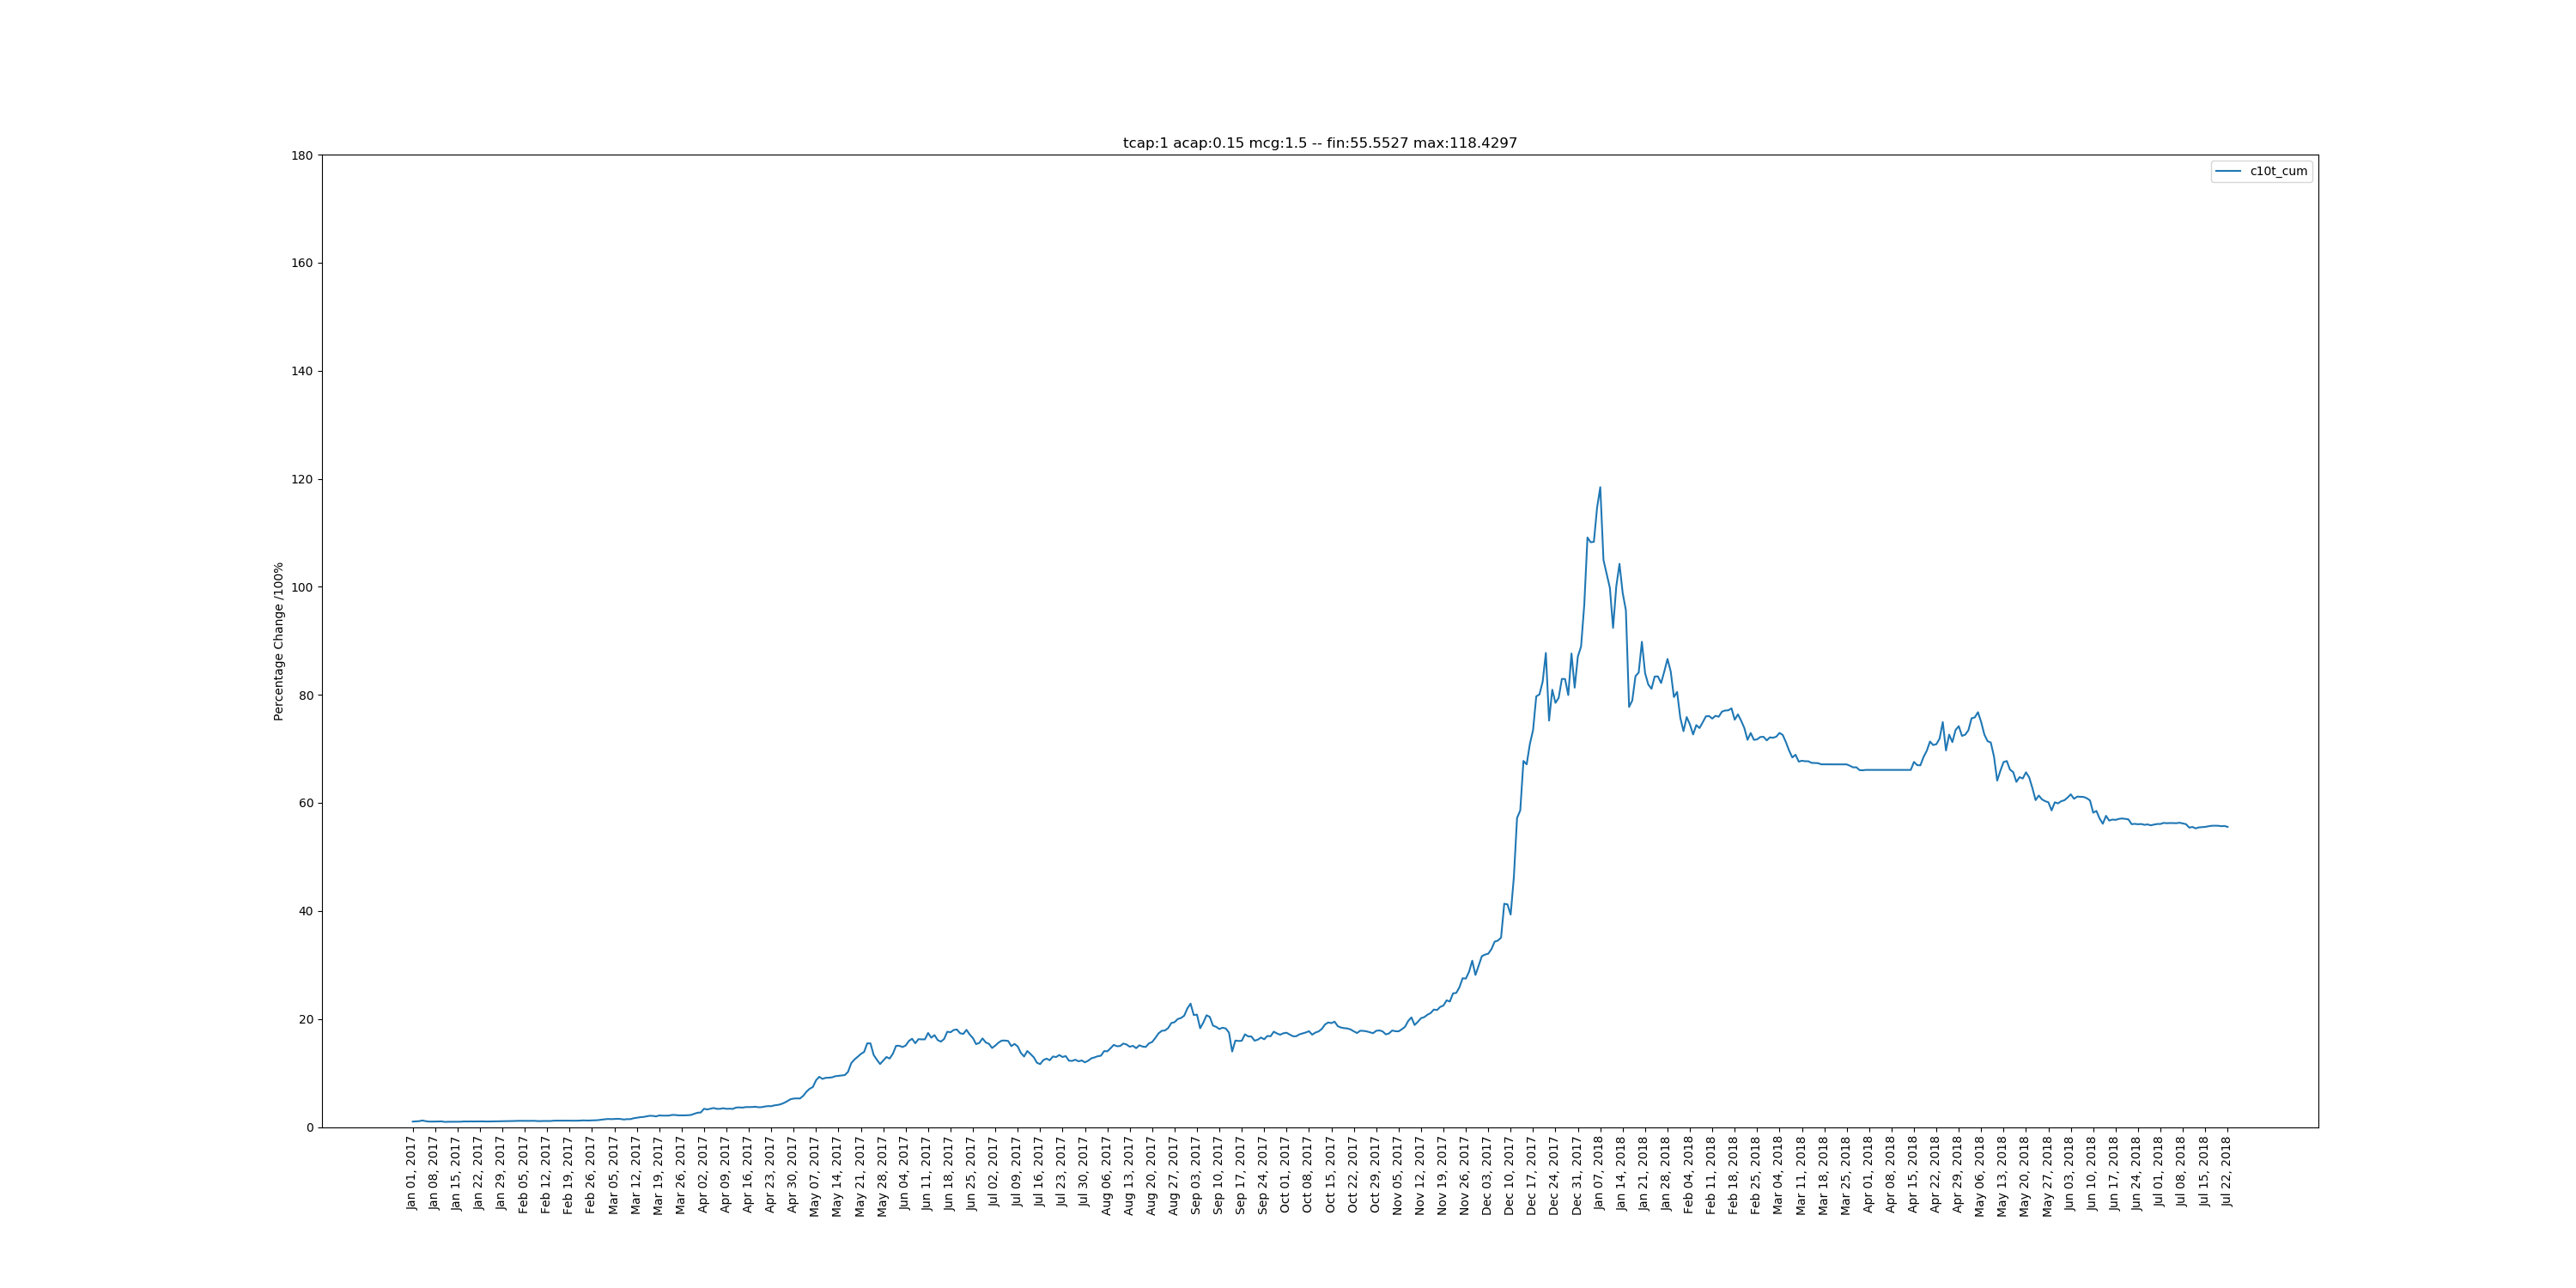 tcap:1 acap:0.15 mcg:1.5 -- fin:55.5527 max:118.4297
c10t_cum
Percentage Change /100%
180
160
140
120
100
80
60
40
20
0
Jan 01, 2017
Jan 08, 2017
Jan 15, 2017
Jan 22, 2017
Jan 29, 2017
Feb 05, 2017
Feb 12, 2017
Feb 19, 2017
Feb 26, 2017
Mar 05, 2017
Mar 12, 2017
Mar 19, 2017
Mar 26, 2017
Apr 02, 2017
Apr 09, 2017
Apr 16, 2017
Apr 23, 2017
Apr 30, 2017
May 07, 2017
May 14, 2017
May 21, 2017
May 28, 2017
Jun 04, 2017
Jun 11, 2017
Jun 18, 2017
Jun 25, 2017
Jul 02, 2017
Jul 09, 2017
Jul 16, 2017
Jul 23, 2017
Jul 30, 2017
Aug 06, 2017
Aug 13, 2017
Aug 20, 2017
Aug 27, 2017
Sep 03, 2017
Sep 10, 2017
Sep 17, 2017
Sep 24, 2017
Oct 01, 2017
Oct 08, 2017
Oct 15, 2017
Oct 22, 2017
Oct 29, 2017
Nov 05, 2017
Nov 12, 2017
Nov 19, 2017
Nov 26, 2017
Dec 03, 2017
Dec 10, 2017
Dec 17, 2017
Dec 24, 2017
Dec 31, 2017
Jan 07, 2018
Jan 14, 2018
Jan 21, 2018
Jan 28, 2018
Feb 04, 2018
Feb 11, 2018
Feb 18, 2018
Feb 25, 2018
Mar 04, 2018
Mar 11, 2018
Mar 18, 2018
Mar 25, 2018
Apr 01, 2018
Apr 08, 2018
Apr 15, 2018
Apr 22, 2018
Apr 29, 2018
May 06, 2018
May 13, 2018
May 20, 2018
May 27, 2018
Jun 03, 2018
Jun 10, 2018
Jun 17, 2018
Jun 24, 2018
Jul 01, 2018
Jul 08, 2018
Jul 15, 2018
Jul 22, 2018